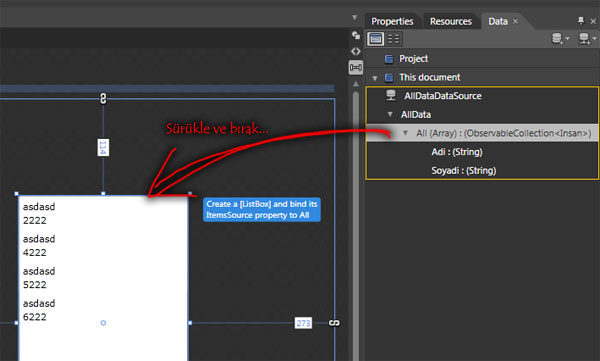 Properties
Resources
Data
Project
This document
AllDataDataSource
AllData
All (Array) : (ObservableCollection<Insan>)
Adi : (String)
Soyadi : (String)
Sürükle ve bırak...
114
Create a [ListBox] and bind its
ItemsSource property to All
asdasd
2222
asdasd
4222
asdasd
5222
asdasd
6222
273